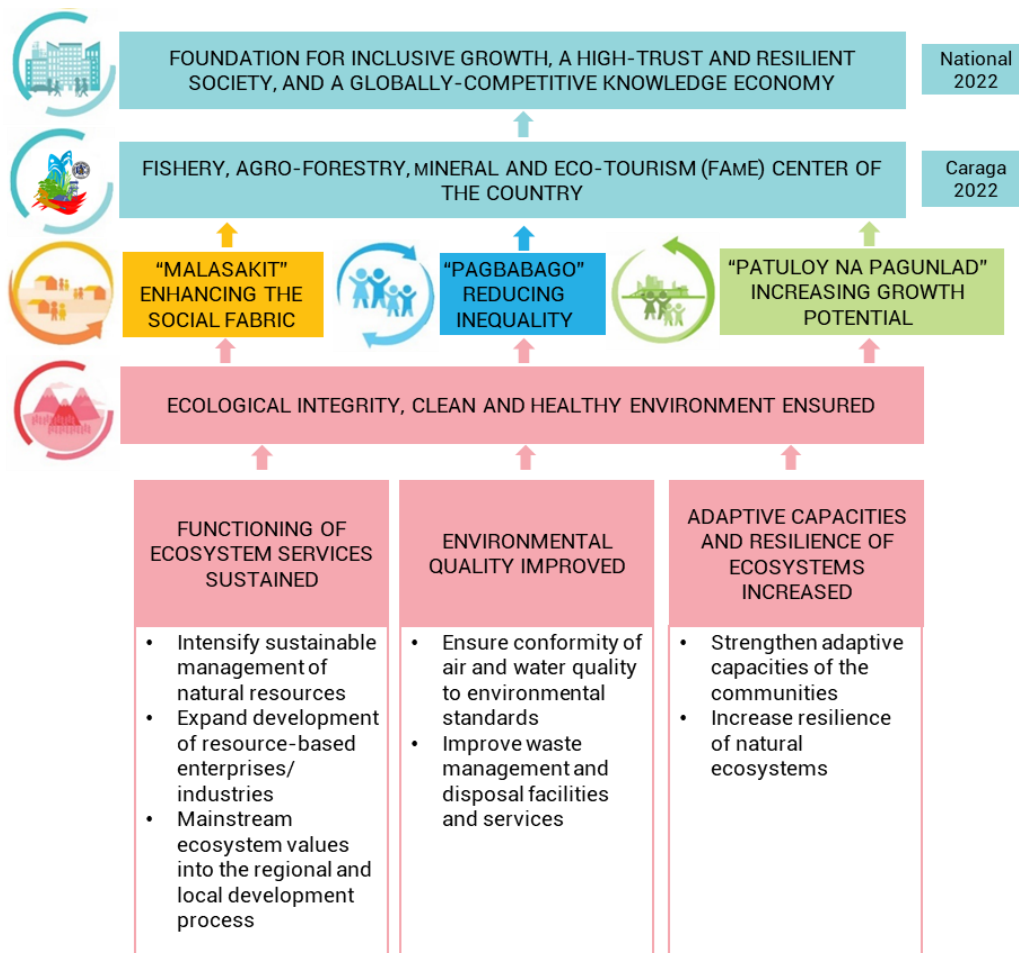 FOUNDATION FOR INCLUSIVE GROWTH, A HIGH-TRUST AND RESILIENT
SOCIETY, AND A GLOBALLY-COMPETITIVE KNOWLEDGE ECONOMY
National
2022
FISHERY, AGRO-FORESTRY, MINERAL AND ECO-TOURISM (FAME) CENTER OF
THE COUNTRY
Caraga
2022
“MALASAKIT”
ENHANCING THE
SOCIAL FABRIC
“PAGBABAGO”
REDUCING
INEQUALITY
“PATULOY NA PAGUNLAD”
INCREASING GROWTH
POTENTIAL
ECOLOGICAL INTEGRITY, CLEAN AND HEALTHY ENVIRONMENT ENSURED
FUNCTIONING OF
ECOSYSTEM SERVICES
SUSTAINED
• Intensify sustainable
management of
natural resources
• Expand development
of resource-based
enterprises/
industries
• Mainstream
ecosystem values
into the regional and
local development
process
ENVIRONMENTAL
QUALITY IMPROVED
• Ensure conformity of
air and water quality
to environmental
standards
• Improve waste
management and
disposal facilities
and services
ADAPTIVE CAPACITIES
AND RESILIENCE OF
ECOSYSTEMS
INCREASED
• Strengthen adaptive
capacities of the
communities
• Increase resilience
of natural
ecosystems